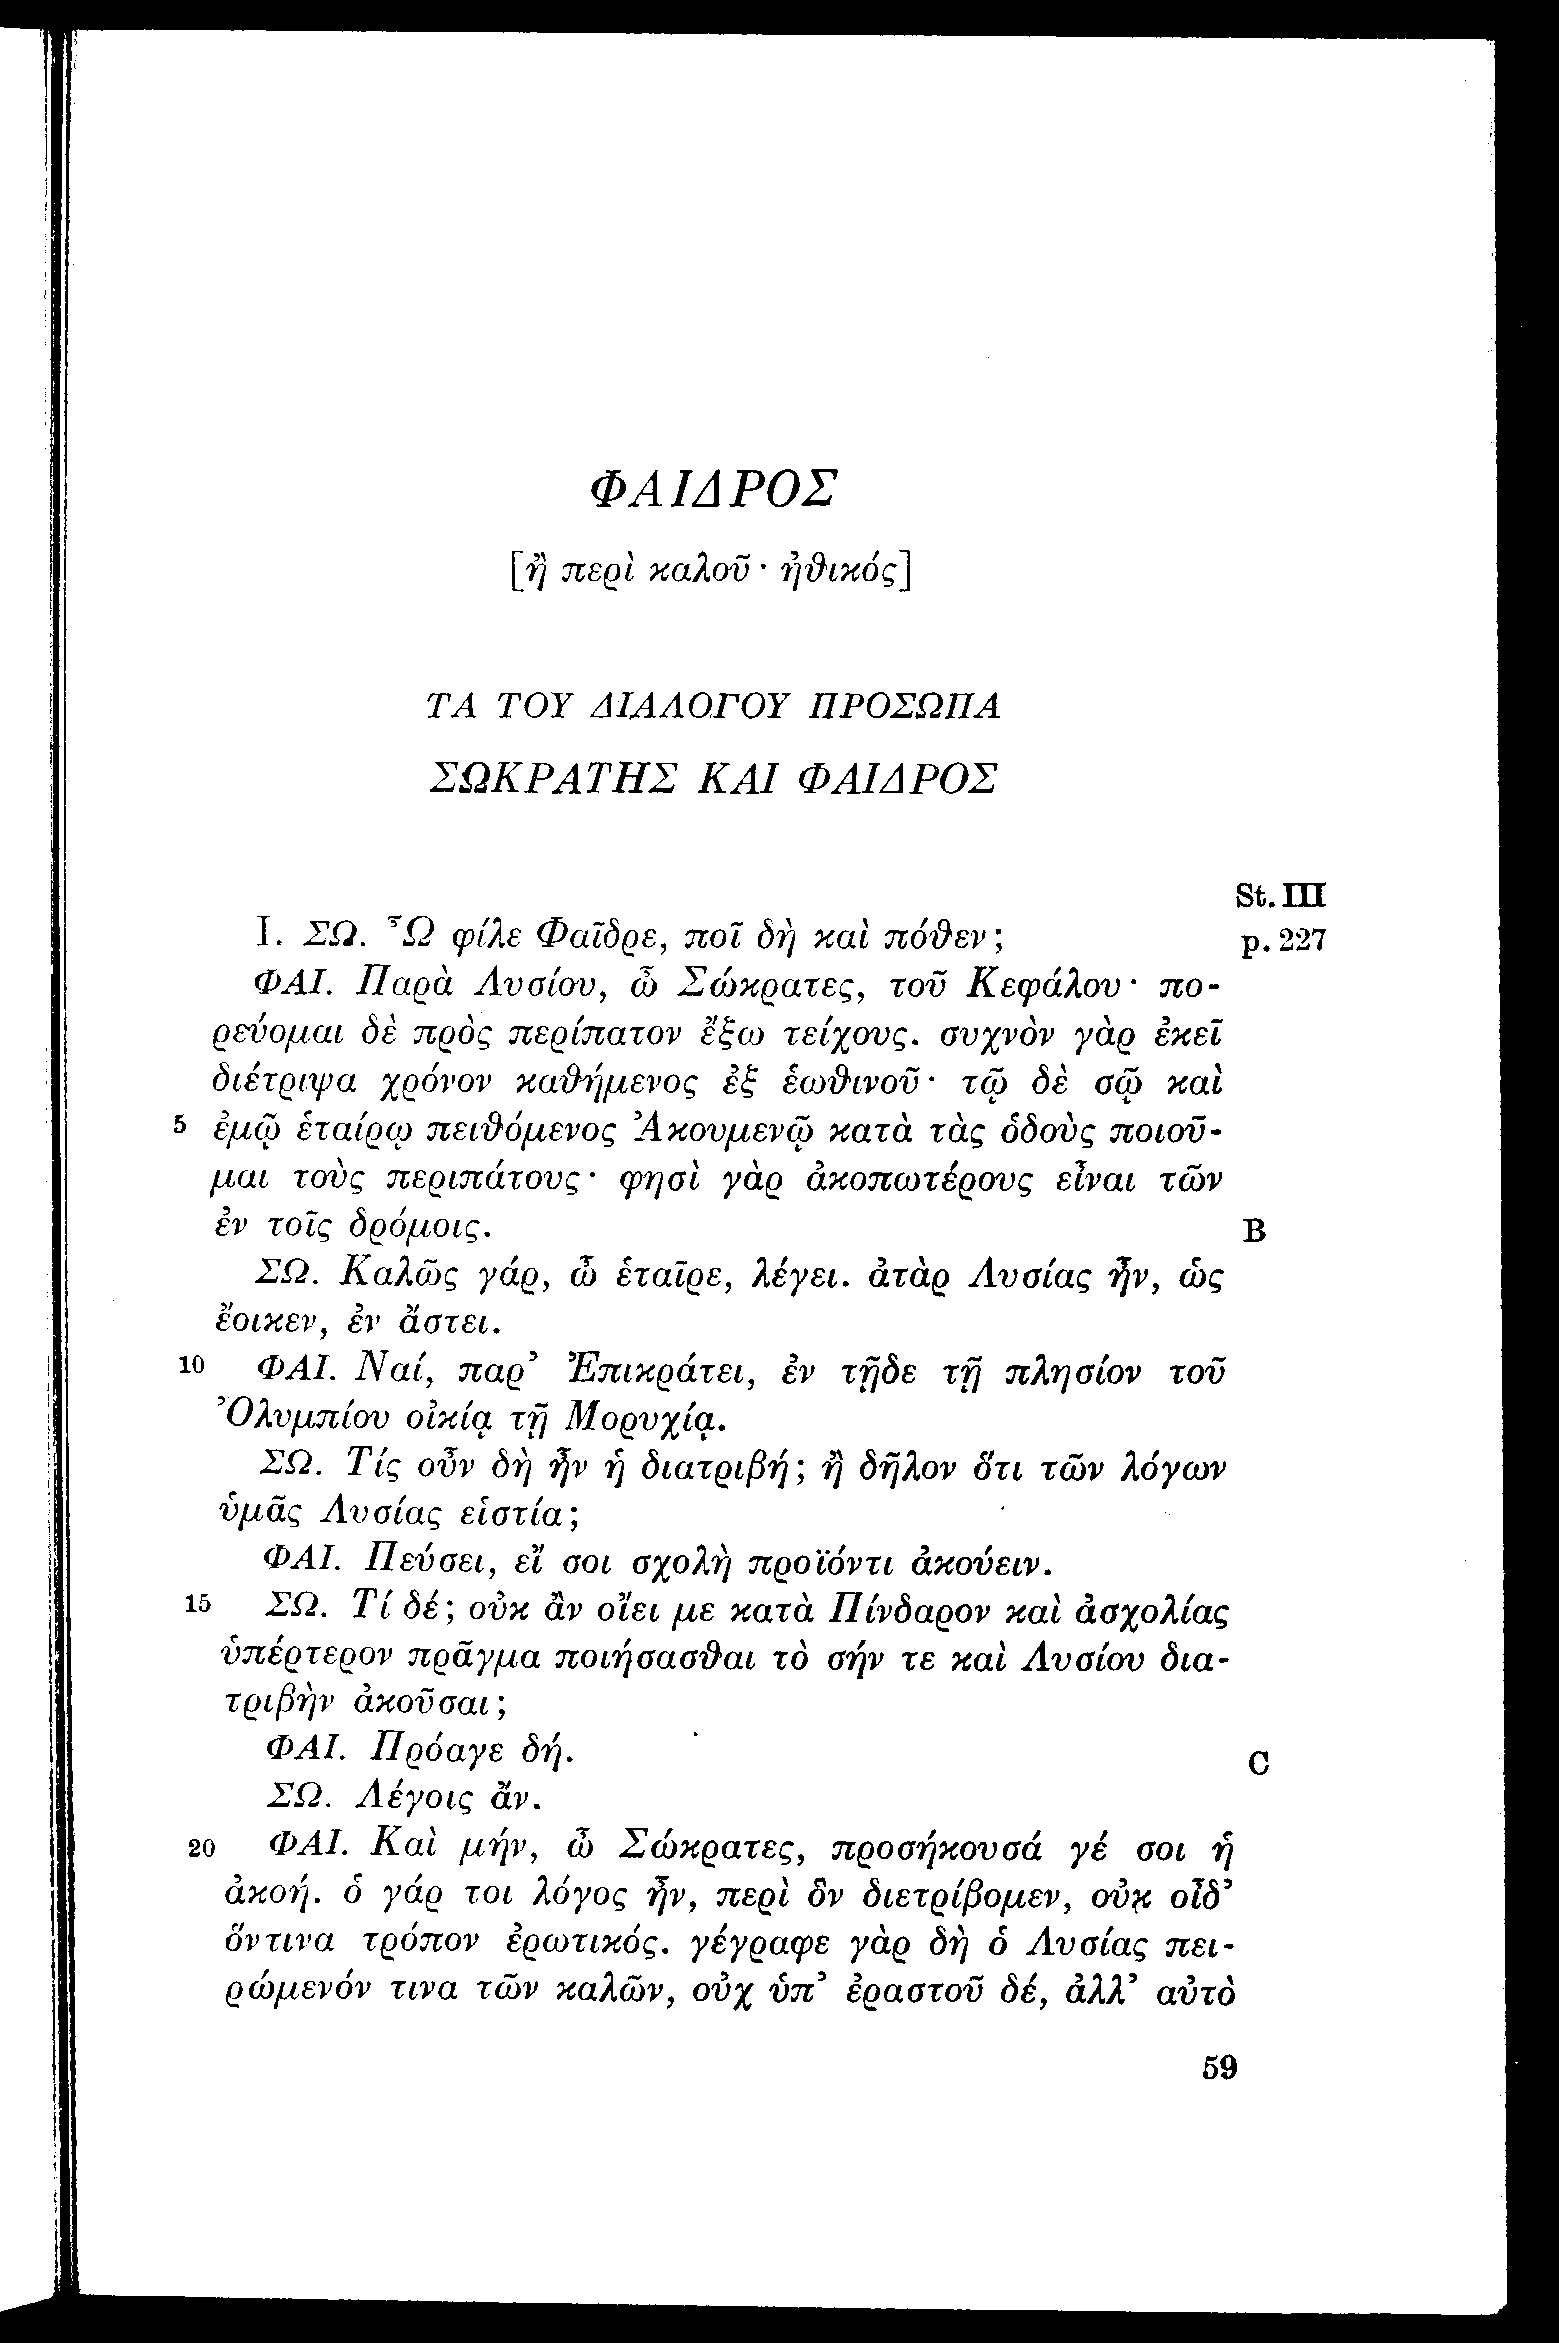 ΦΑΙΔΡΟΣ
[ἢ περὶ καλοῦ· ἠθικός]
ΤΑ ΤΟΥ ΔΙΑΛΟΓΟΥ ΠΡΟΣΩΠΑ
ΣΩΚΡΑΤΗΣ ΚΑΙ ΦΑΙΔΡΟΣ
St. III
I. ΣΩ. Ὦ φίλε Φαῖδρε, ποῖ δὴ καὶ πόθεν; p. 227
ΦΑΙ. Παρὰ Λυσίου, ὦ Σώκρατες, τοῦ Κεφάλου· πο-
ρεύομαι δὲ πρὸς περίπατον ἔξω τείχους. συχνὸν γὰρ ἐκεῖ
διέτριψα χρόνον καθήμενος ἐξ ἑωθινοῦ· τῷ δὲ σῷ καὶ
5 ἐμῷ ἑταίρῳ πειθόμενος Ἀκουμενῷ κατὰ τὰς ὁδοὺς ποιοῦ-
μαι τοὺς περιπάτους· φησὶ γὰρ ἀκοπωτέρους εἶναι τῶν
ἐν τοῖς δρόμοις. B
ΣΩ. Καλῶς γάρ, ὦ ἑταῖρε, λέγει. ἀτὰρ Λυσίας ἦν, ὡς
ἔοικεν, ἐν ἄστει.
10 ΦΑΙ. Ναί, παρ’ Ἐπικράτει, ἐν τῇδε τῇ πλησίον τοῦ
Ὀλυμπίου οἰκίᾳ τῇ Μορυχίᾳ.
ΣΩ. Τίς οὖν δὴ ἦν ἡ διατριβή; ἢ δῆλον ὅτι τῶν λόγων
ὑμᾶς Λυσίας εἱστία;
ΦΑΙ. Πεύσει, εἴ σοι σχολὴ προϊόντι ἀκούειν.
15 ΣΩ. Τί δέ; οὐκ ἂν οἴει με κατὰ Πίνδαρον καὶ ἀσχολίας
ὑπέρτερον πρᾶγμα ποιήσασθαι τὸ σήν τε καὶ Λυσίου δια-
τριβὴν ἀκοῦσαι;
ΦΑΙ. Πρόαγε δή. C
ΣΩ. Λέγοις ἄν.
20 ΦΑΙ. Καὶ μήν, ὦ Σώκρατες, προσήκουσά γέ σοι ἡ
ἀκοή. ὁ γάρ τοι λόγος ἦν, περὶ ὃν διετρίβομεν, οὐκ οἶδ’
ὅντινα τρόπον ἐρωτικός. γέγραφε γὰρ δὴ ὁ Λυσίας πει-
ρώμενόν τινα τῶν καλῶν, οὐχ ὑπ’ ἐραστοῦ δέ, ἀλλ’ αὐτὸ
59